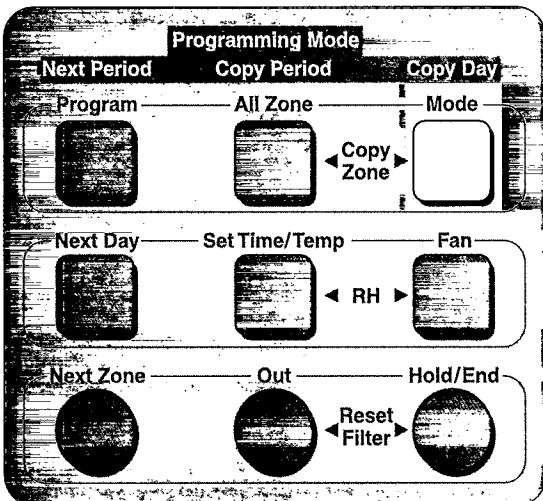 Programming Mode
Next Period Copy Period Copy Day
Program All Zone Mode
Copy
Zone
Next Day Set Time/Temp Fan
RH
Next Zone Out Hold/End
Reset
Filter